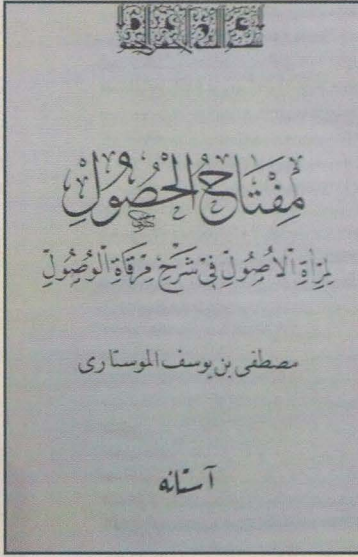 مِفْتَاحُ الْحُصُولِ
لِمِرْآةِ الْأُصُولِ فِي شَرْحِ مِرْقَاةِ الْوُصُولِ
مصطفى بن يوسف الموستارى
آستانه